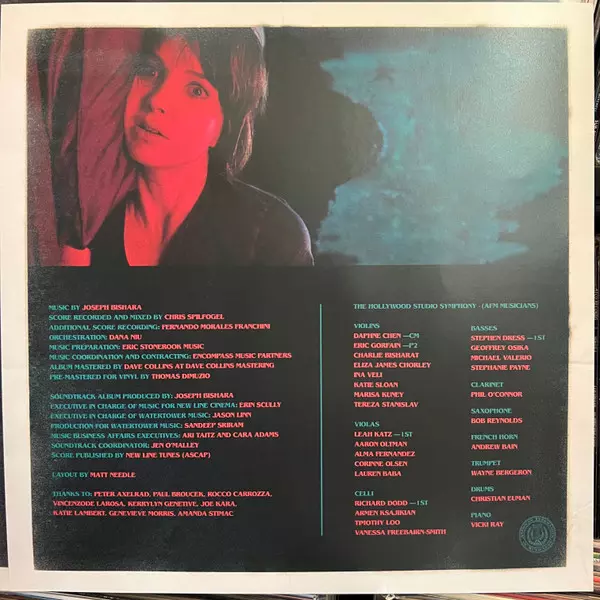 MUSIC BY JOSEPH BISHARA
SCORE RECORDED AND MIXED BY CHRIS SPILFOGEL
ADDITIONAL SCORE RECORDING: FERNANDO MORALES FRANCHINI
ORCHESTRATION: DANA NIU
MUSIC PREPARATION: ERIC STONEROOK MUSIC
MUSIC COORDINATION AND CONTRACTING: ENCOMPASS MUSIC PARTNERS
ALBUM MASTERED BY DAVE COLLINS AT DAVE COLLINS MASTERING
PRE-MASTERED FOR VINYL BY THOMAS DIMUZIO
SOUNDTRACK ALBUM PRODUCED BY: JOSEPH BISHARA
EXECUTIVE IN CHARGE OF MUSIC FOR NEW LINE CINEMA: ERIN SCULLY
EXECUTIVE IN CHARGE OF WATERTOWER MUSIC: JASON LINN
PRODUCTION FOR WATERTOWER MUSIC: SANDEEP SRIRAM
MUSIC BUSINESS AFFAIRS EXECUTIVES: ARI TAITZ AND CARA ADAMS
SOUNDTRACK COORDINATOR: JEN O'MALLEY
SCORE PUBLISHED BY NEW LINE TUNES (ASCAP)
LAYOUT BY MATT NEEDLE
THANKS TO: PETER AXELRAD, PAUL BROUCEK, ROCCO CARROZZA,
VINCENZODE LAROSA, KERRYLYN GENETIVE, JOE KARA,
KATIE LAMBERT, GENEVIEVE MORRIS, AMANDA STIMAC
THE HOLLYWOOD STUDIO SYMPHONY - (AFM MUSICIANS)
VIOLINS
DAPHNE CHEN —CM
ERIC GORFAIN —P2
CHARLIE BISHARAT
ELIZA JAMES CHORLEY
INA VELI
KATIE SLOAN
MARISA KUNEY
TEREZA STANISLAV
VIOLAS
LEAH KATZ —1ST
AARON OLTMAN
ALMA FERNANDEZ
CORINNE OLSEN
LAUREN BABA
CELLI
RICHARD DODD —1ST
ARMEN KSAJIKIAN
TIMOTHY LOO
VANESSA FREEBAIRN-SMITH
BASSES
STEPHEN DRESS —1ST
GEOFFREY OSIKA
MICHAEL VALERIO
STEPHANIE PAYNE
CLARINET
PHIL O'CONNOR
SAXOPHONE
BOB REYNOLDS
FRENCH HORN
ANDREW BAIN
TRUMPET
WAYNE BERGERON
DRUMS
CHRISTIAN EUMAN
PIANO
VICKI RAY